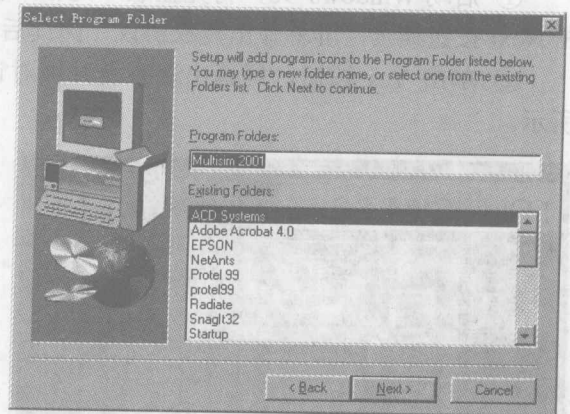 Select Program Folder
Setup will add program icons to the Program Folder listed below.
You may type a new folder name, or select one from the existing
Folders list. Click Next to continue.
Program Folders:
Multisim 2001
Existing Folders:
ACD Systems
Adobe Acrobat 4.0
EPSON
NetAnts
Protel 99
protel99
Radiate
SnagIt32
Startup
< Back
Next >
Cancel